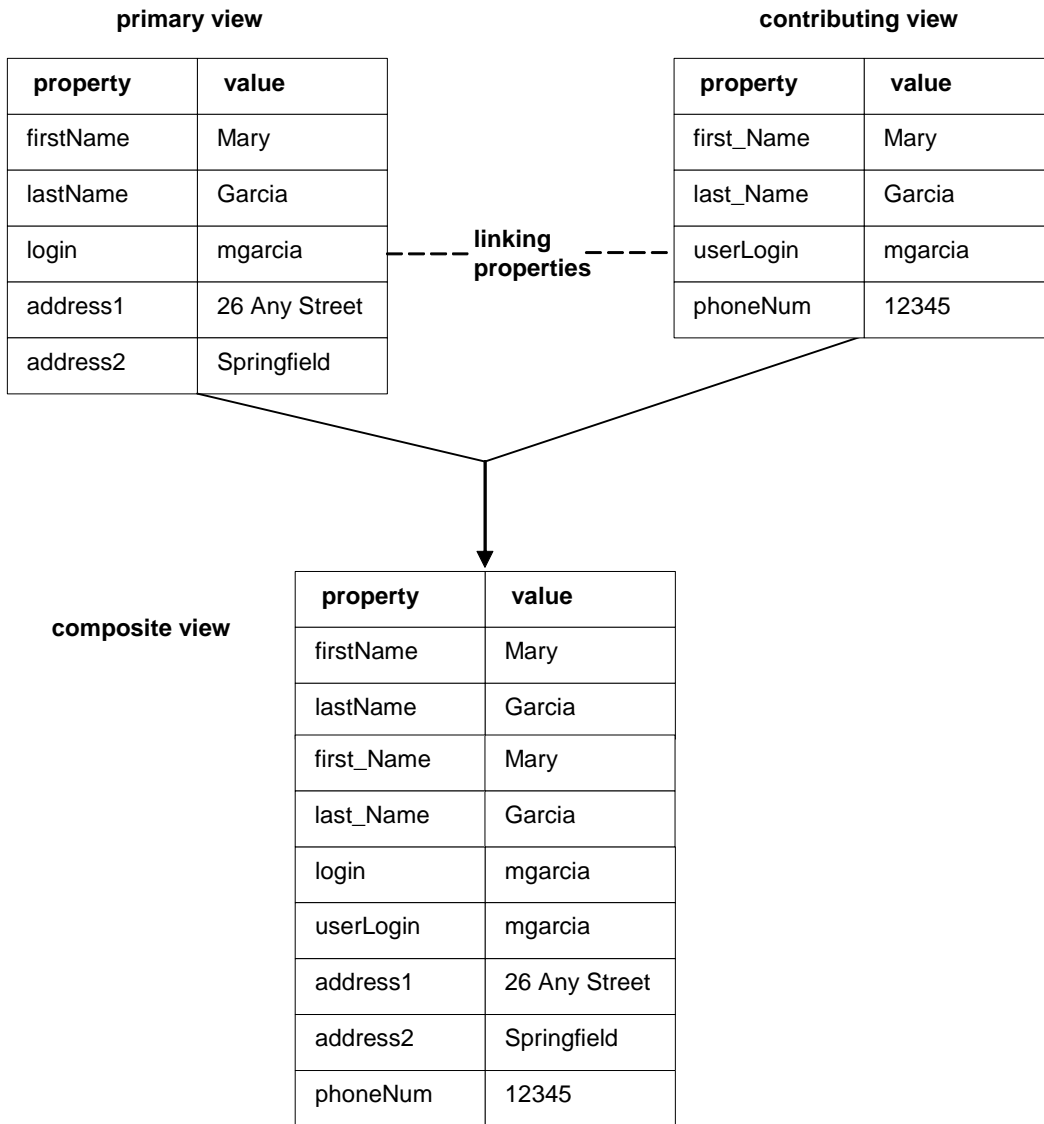 primary view
contributing view
property value
firstName Mary
lastName Garcia
login mgarcia
address1 26 Any Street
address2 Springfield
linking
properties
property value
first_Name Mary
last_Name Garcia
userLogin mgarcia
phoneNum 12345
composite view
property value
firstName Mary
lastName Garcia
first_Name Mary
last_Name Garcia
login mgarcia
userLogin mgarcia
address1 26 Any Street
address2 Springfield
phoneNum 12345